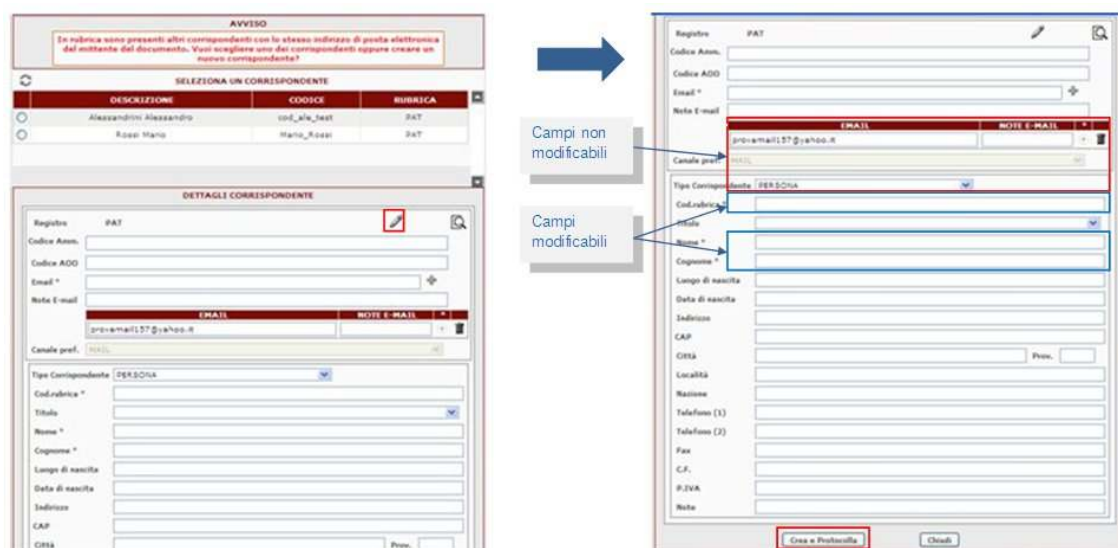 AVVISO
In rubrica sono presenti altri corrispondenti con lo stesso indirizzo di posta elettronica
del mittente del documento. Vuoi scegliere uno dei corrispondenti oppure creare un
nuovo corrispondente?
SELEZIONA UN CORRISPONDENTE
DESCRIZIONE CODICE RUBRICA
Alessandrini Alessandro cod_ale_test PAT
Rossi Mario Mario_Rossi PAT
DETTAGLI CORRISPONDENTE
Registro PAT
Codice Amm.
Codice AOO
Email *
Note E-mail
EMAIL NOTE E-MAIL *
provamail157@yahoo.it
Canale pref. MAIL
Tipo Corrispondente PERSONA
Cod.rubrica *
Titolo
Nome *
Cognome *
Luogo di nascita
Data di nascita
Indirizzo
CAP
Città Prov.
Campi non
modificabili
Campi
modificabili
Registro PAT
Codice Amm.
Codice AOO
Email *
Note E-mail
EMAIL NOTE E-MAIL *
provamail157@yahoo.it
Canale pref. MAIL
Tipo Corrispondente PERSONA
Cod.rubrica *
Titolo
Nome *
Cognome *
Luogo di nascita
Data di nascita
Indirizzo
CAP
Città Prov.
Località
Nazione
Telefono (1)
Telefono (2)
Fax
C.F.
P.IVA
Note
Crea e Protocolla Chiudi